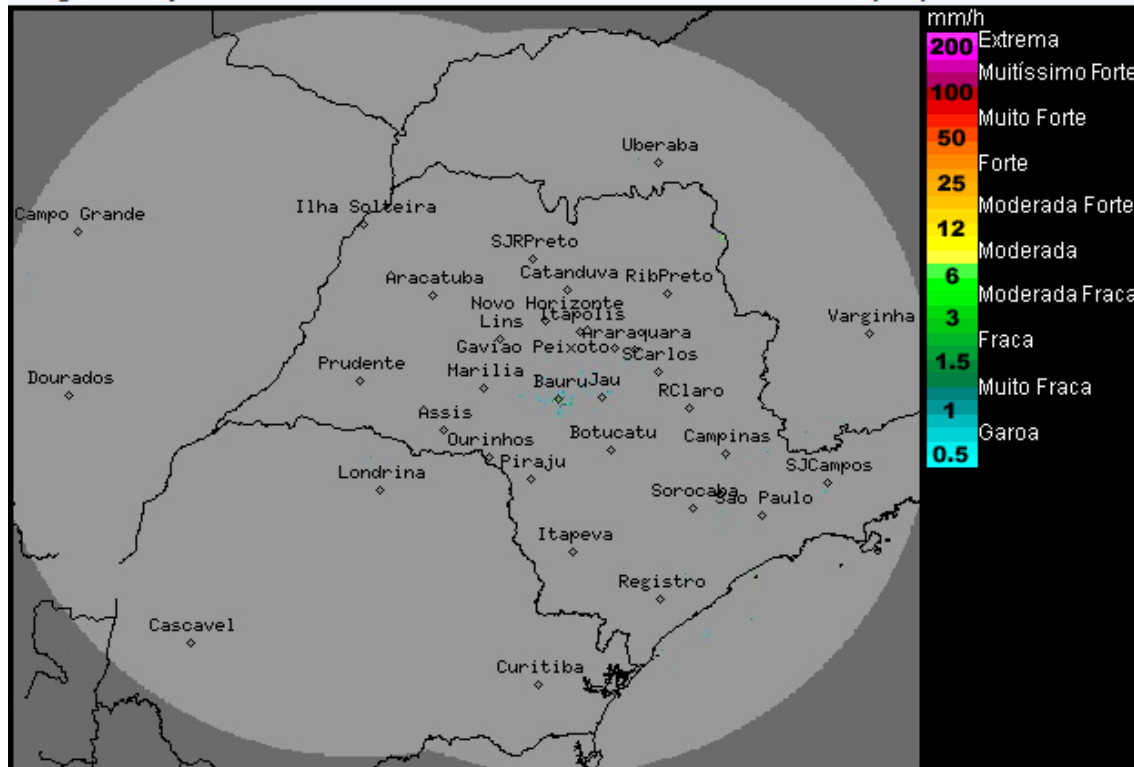 mm/h
200 Extrema
Muitíssimo Forte
100
Muito Forte
50
Forte
25
Moderada Forte
12
Moderada
6
Moderada Fraca
3
Fraca
1.5
Muito Fraca
1
Garoa
0.5
Uberaba
Campo Grande
Ilha Solteira
SJRPreto
Aracatuba
Catanduva
RibPreto
Novo Horizonte
Itapolis
Lins
Araraquara
Varginha
Gaviao Peixoto
SCarlos
Prudente
Marilia
Dourados
Bauru
Jau
RClaro
Assis
Ourinhos
Botucatu
Campinas
Piraju
SJCampos
Londrina
Sorocaba
Sao Paulo
Itapeva
Registro
Cascavel
Curitiba